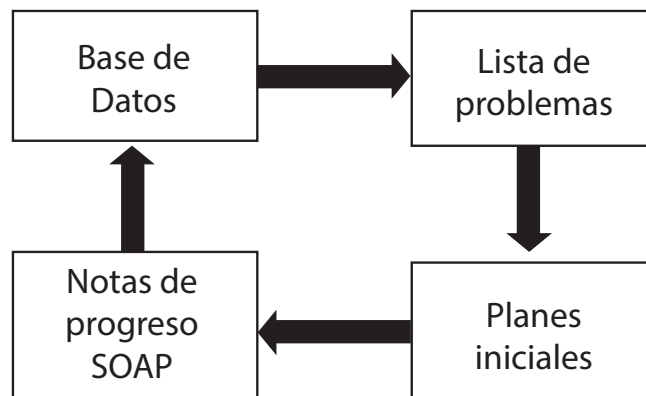 Base de
Datos
Lista de
problemas
Notas de
progreso
SOAP
Planes
iniciales